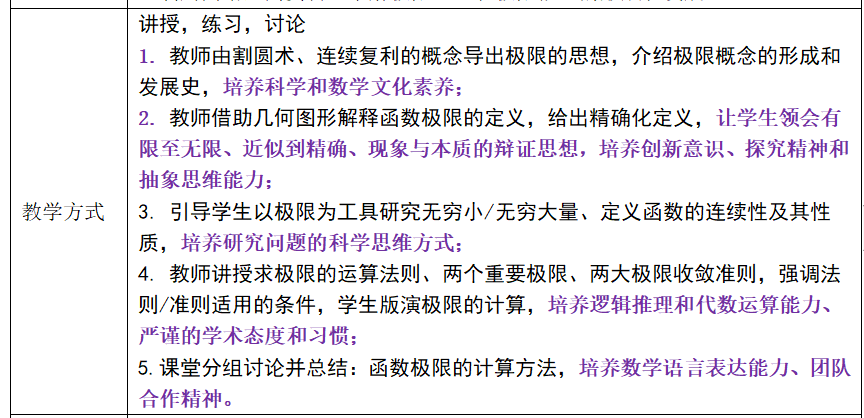 讲授，练习，讨论
1. 教师由割圆术、连续复利的概念导出极限的思想，介绍极限概念的形成和
发展史，培养科学和数学文化素养；
2. 教师借助几何图形解释函数极限的定义，给出精确化定义，让学生领会有
限至无限、近似到精确、现象与本质的辩证思想，培养创新意识、探究精神和
抽象思维能力；
教学方式
3. 引导学生以极限为工具研究无穷小/无穷大量、定义函数的连续性及其性
质，培养研究问题的科学思维方式；
4. 教师讲授求极限的运算法则、两个重要极限、两大极限收敛准则，强调法
则/准则适用的条件，学生版演极限的计算，培养逻辑推理和代数运算能力、
严谨的学术态度和习惯；
5. 课堂分组讨论并总结：函数极限的计算方法，培养数学语言表达能力、团队
合作精神。